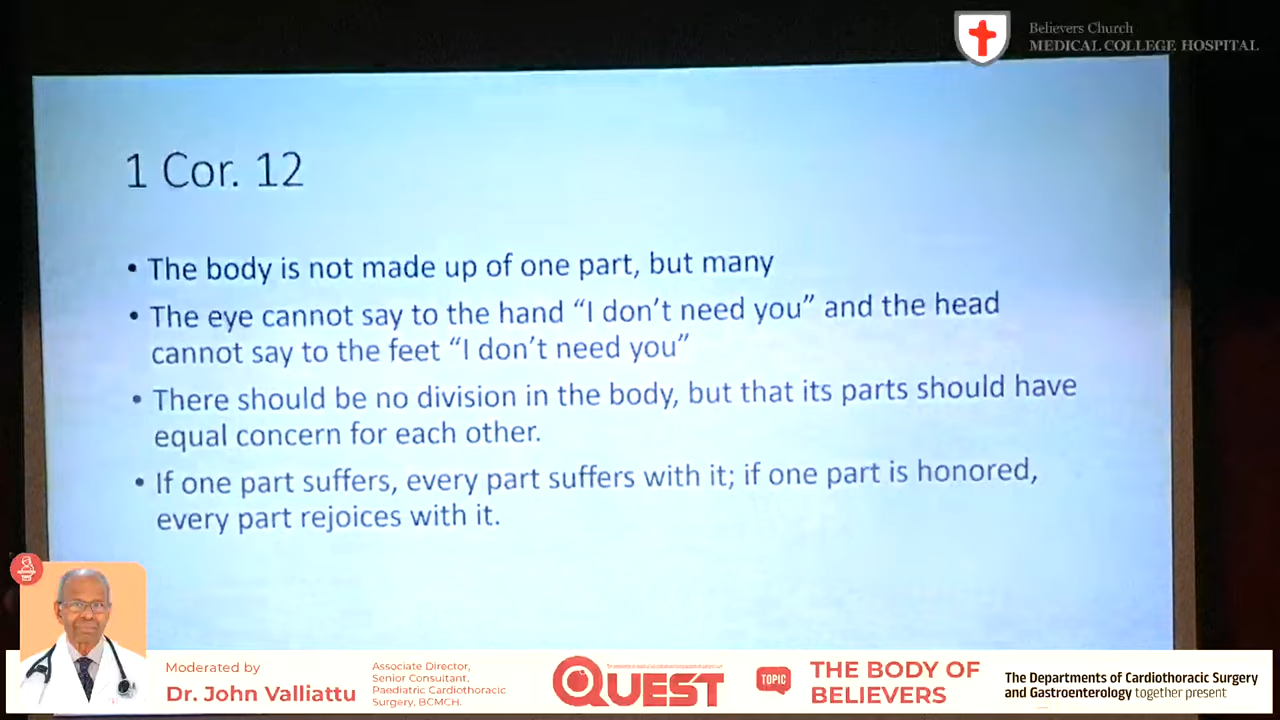 Believers Church
MEDICAL COLLEGE HOSPITAL
1 Cor. 12
• The body is not made up of one part, but many
• The eye cannot say to the hand “I don’t need you” and the head
cannot say to the feet “I don’t need you”
• There should be no division in the body, but that its parts should have
equal concern for each other.
• If one part suffers, every part suffers with it; if one part is honored,
every part rejoices with it.
Moderated by
Dr. John Valliattu
Associate Director,
Senior Consultant,
Paediatric Cardiothoracic
Surgery, BCMCH.
QUEST
TOPIC
THE BODY OF
BELIEVERS
The Departments of Cardiothoracic Surgery
and Gastroenterology together present